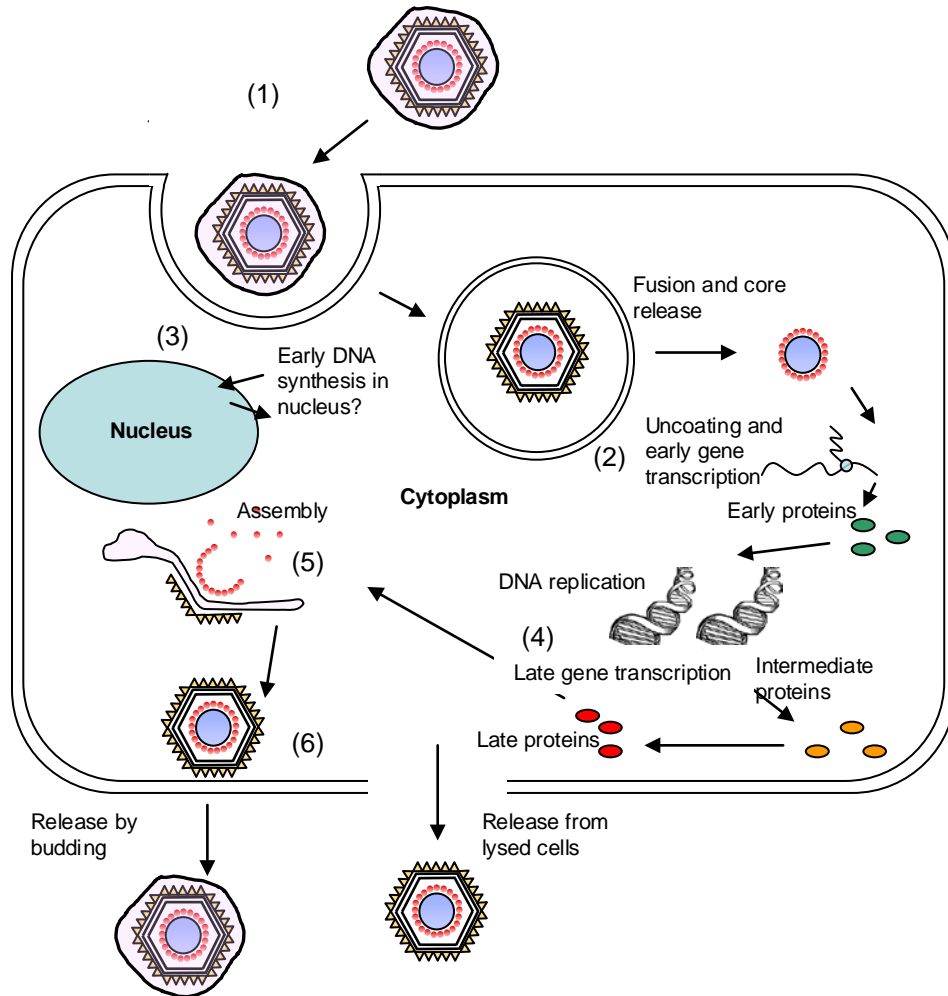 (1)
Fusion and core
release
(3)
Early DNA
synthesis in
nucleus?
Nucleus
(2)
Uncoating and
early gene
transcription
Cytoplasm
Early proteins
Assembly
(5)
DNA replication
(4)
Late gene transcription
Intermediate
proteins
Late proteins
(6)
Release by
budding
Release from
lysed cells